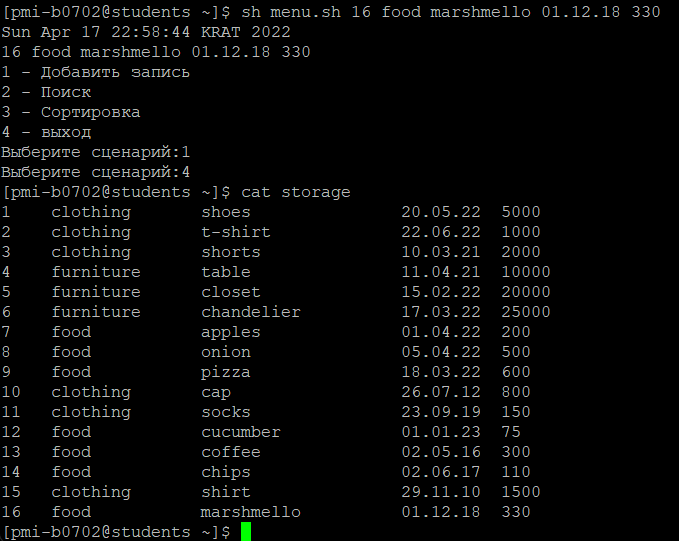 [pmi-b0702@students ~]$ sh menu.sh 16 food marshmello 01.12.18 330
Sun Apr 17 22:58:44 KRAT 2022
16 food marshmello 01.12.18 330
1 - Добавить запись
2 - Поиск
3 - Сортировка
4 - выход
Выберите сценарий:1
Выберите сценарий:4
[pmi-b0702@students ~]$ cat storage
1 clothing shoes 20.05.22 5000
2 clothing t-shirt 22.06.22 1000
3 clothing shorts 10.03.21 2000
4 furniture table 11.04.21 10000
5 furniture closet 15.02.22 20000
6 furniture chandelier 17.03.22 25000
7 food apples 01.04.22 200
8 food onion 05.04.22 500
9 food pizza 18.03.22 600
10 clothing cap 26.07.12 800
11 clothing socks 23.09.19 150
12 food cucumber 01.01.23 75
13 food coffee 02.05.16 300
14 food chips 02.06.17 110
15 clothing shirt 29.11.10 1500
16 food marshmello 01.12.18 330
[pmi-b0702@students ~]$